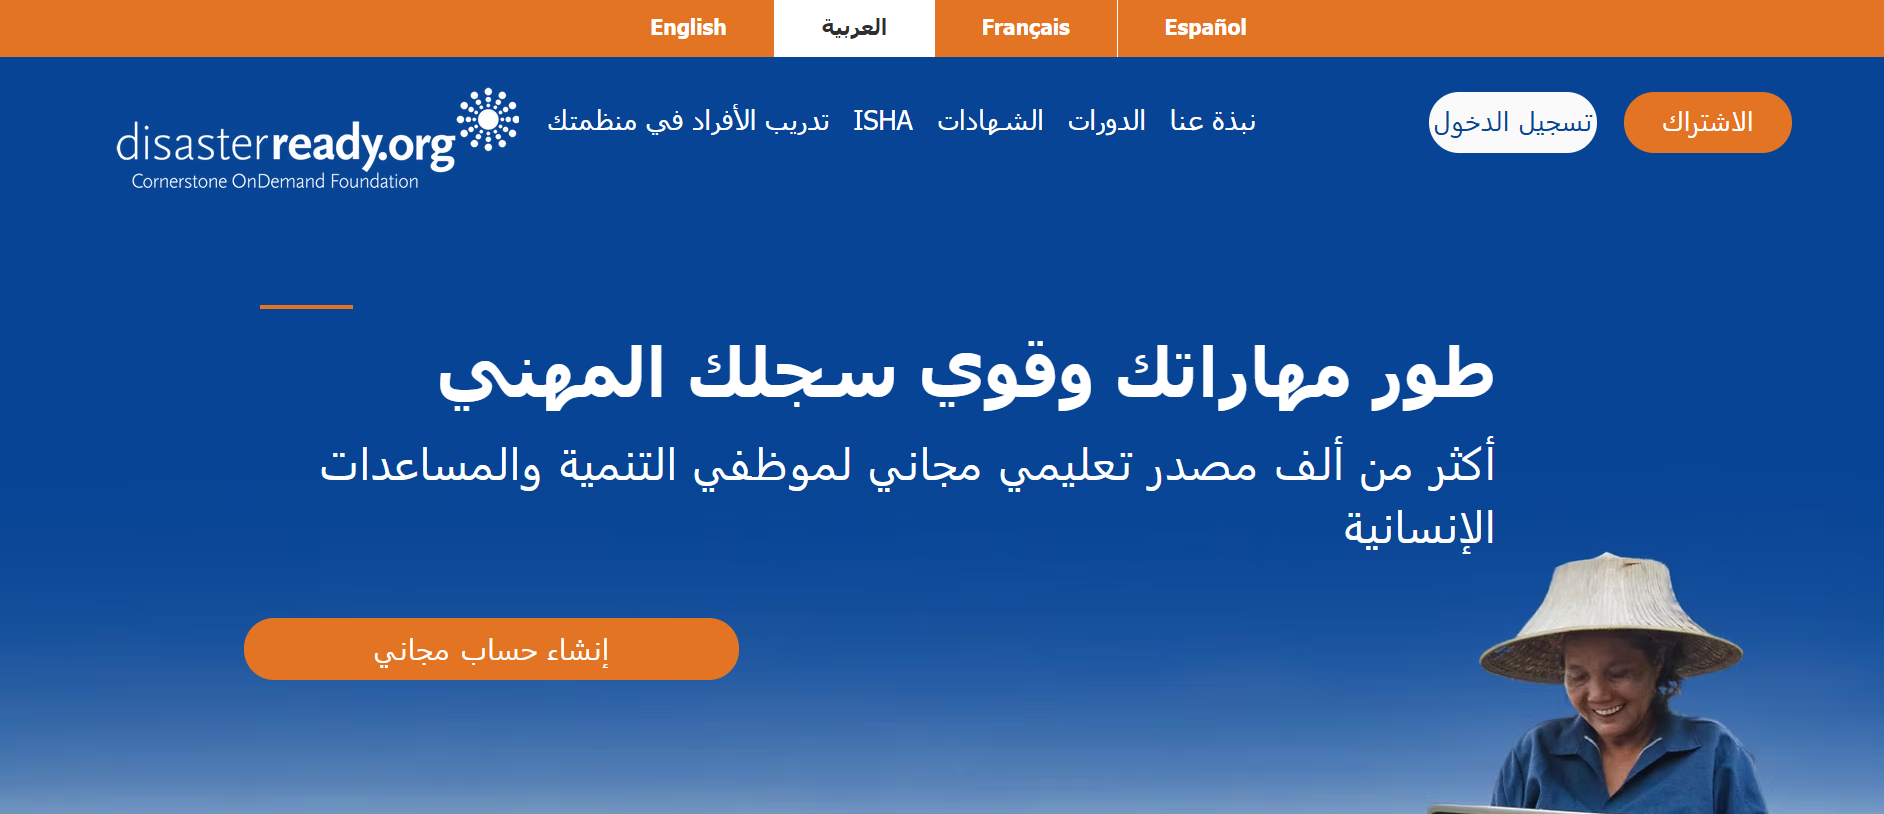 English
العربية
Français
Español
disasterready.org
Cornerstone OnDemand Foundation
نبذة عنا
الدورات
الشهادات
ISHA
تدريب الأفراد في منظمتك
تسجيل الدخول
الاشتراك
طور مهاراتك وقوي سجلك المهني
أكثر من ألف مصدر تعليمي مجاني لموظفي التنمية والمساعدات
الإنسانية
إنشاء حساب مجاني